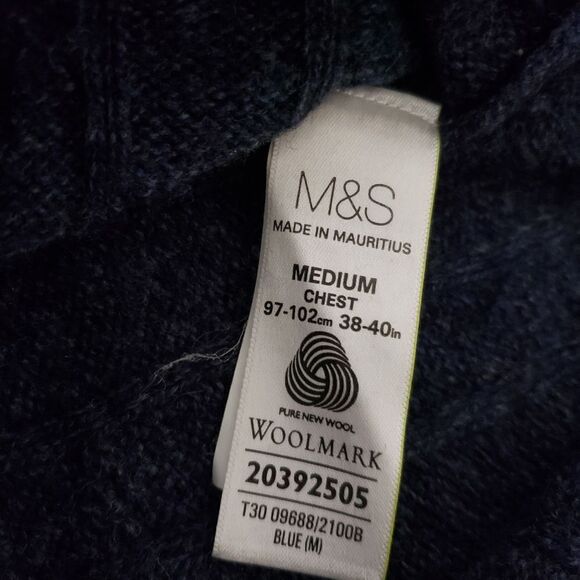 M&S
MADE IN MAURITIUS
MEDIUM
CHEST
97-102cm 38-40in
PURE NEW WOOL
WOOLMARK
20392505
T30 09688/2100B
BLUE (M)